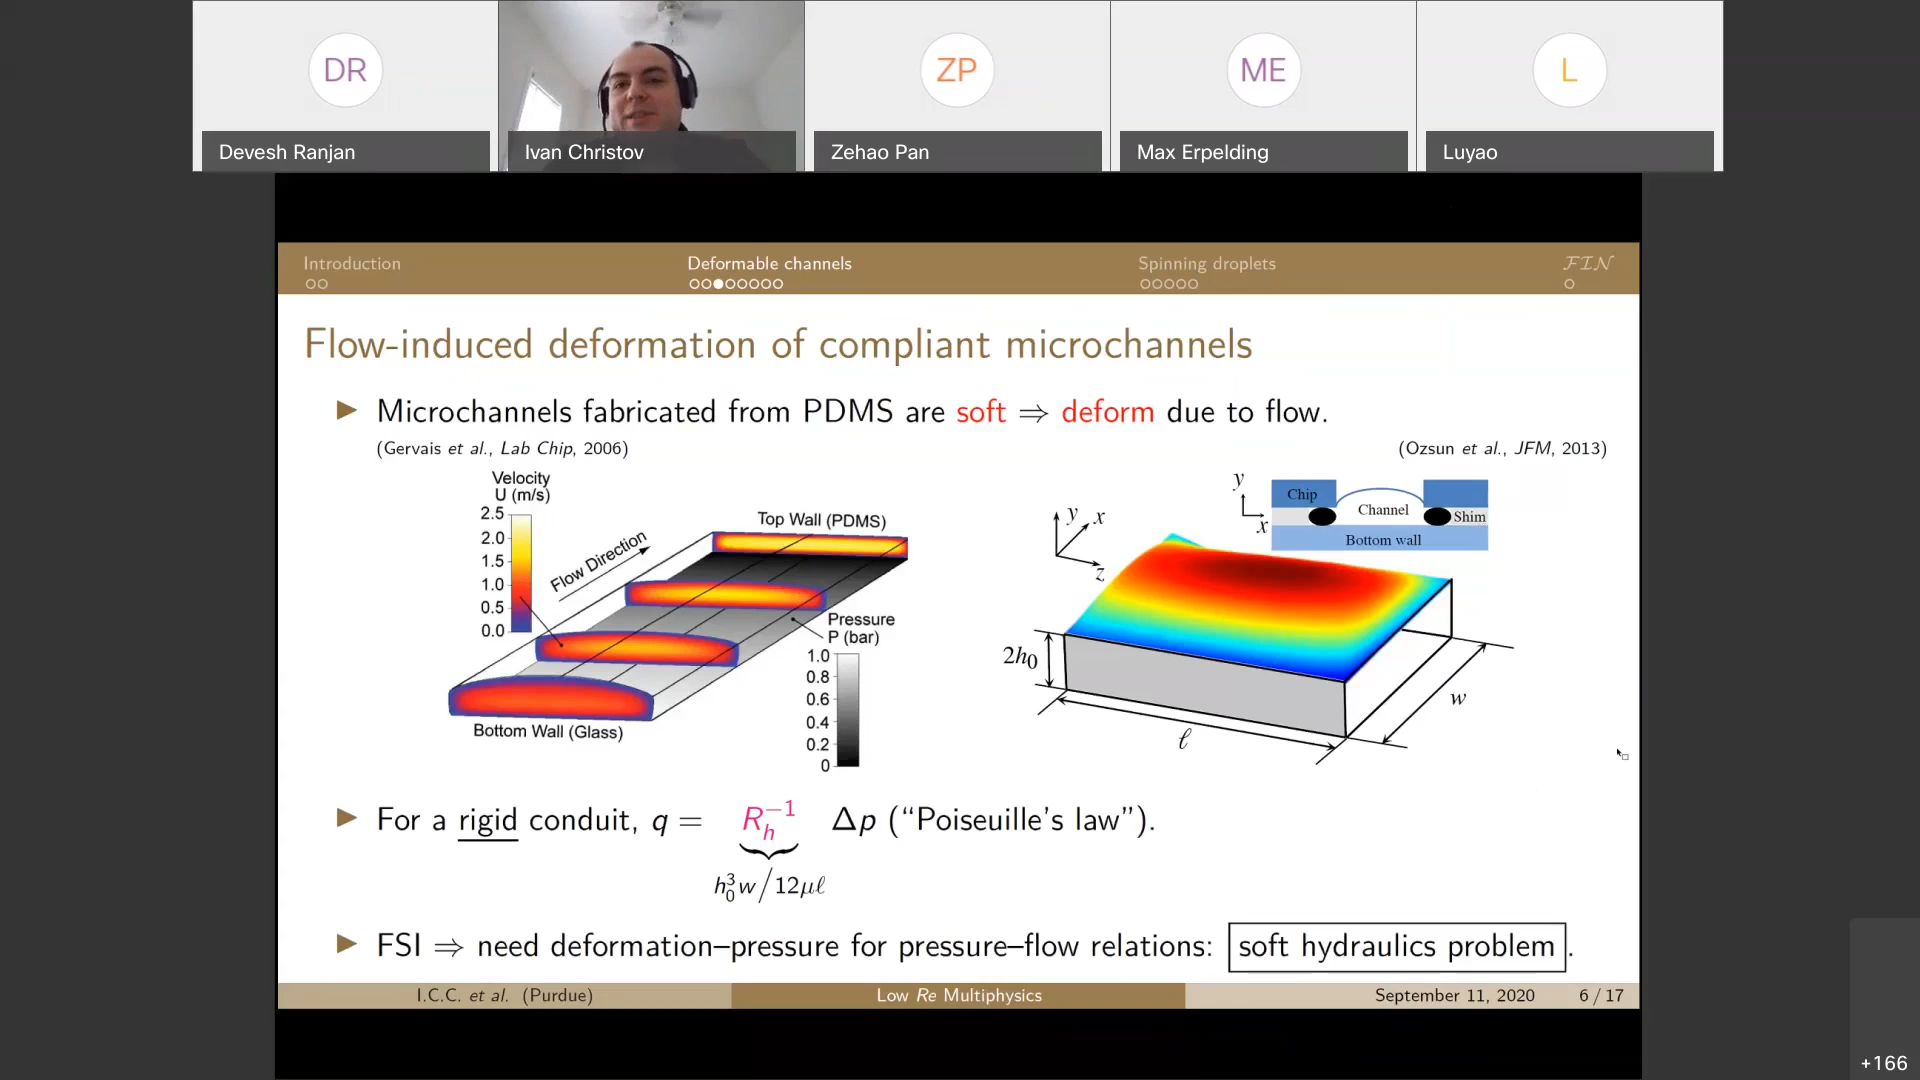 DR
ZP
ME
L
Devesh Ranjan
Ivan Christov
Zehao Pan
Max Erpelding
Luyao
Introduction
Deformable channels
Spinning droplets
FIN
Flow-induced deformation of compliant microchannels
Microchannels fabricated from PDMS are soft ⇒ deform due to flow.
(Gervais et al., Lab Chip, 2006)
(Ozsun et al., JFM, 2013)
Velocity
U (m/s)
2.5
2.0
1.5
1.0
0.5
0.0
Flow Direction
Top Wall (PDMS)
Pressure
P (bar)
1.0
0.8
0.6
0.4
0.2
0
Bottom Wall (Glass)
y
x
Chip
Channel
Shim
Bottom wall
y
x
z
2h₀
ℓ
w
For a rigid conduit, q = R_h^{-1} Δp (“Poiseuille’s law”).
h₀³w/12μℓ
FSI ⇒ need deformation–pressure for pressure–flow relations: soft hydraulics problem.
I.C.C. et al. (Purdue)
Low Re Multiphysics
September 11, 2020
6 / 17
+166